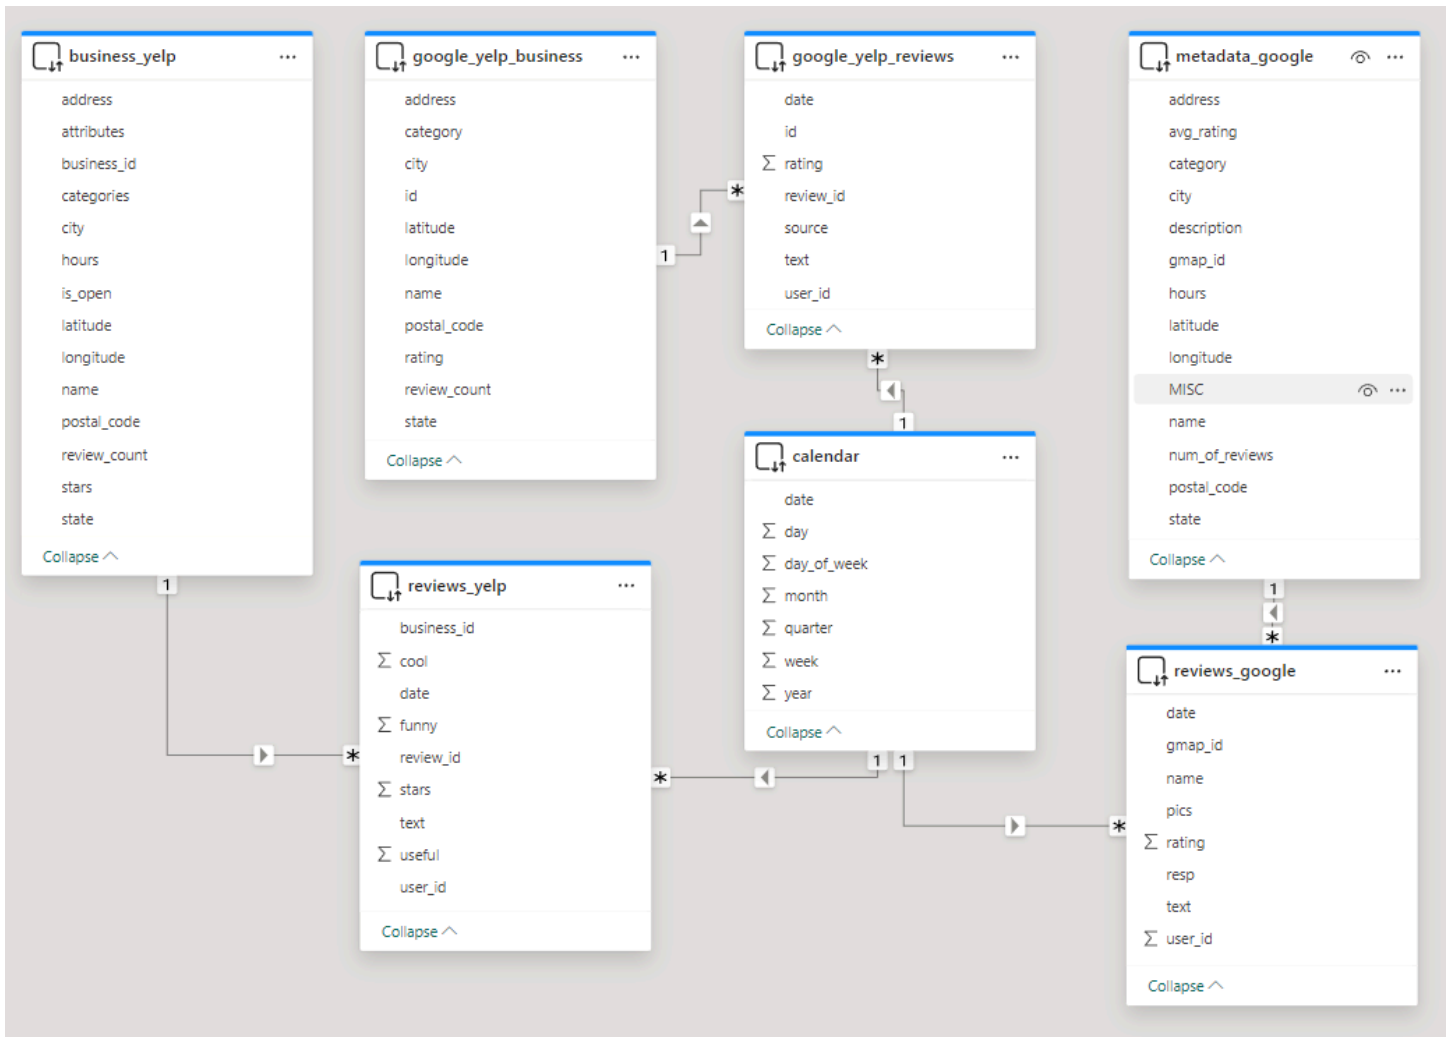 business_yelp ...
address
attributes
business_id
categories
city
hours
is_open
latitude
longitude
name
postal_code
review_count
stars
state
Collapse
1
google_yelp_business ...
address
category
city
id
latitude
longitude
name
postal_code
rating
review_count
state
Collapse
1
*
google_yelp_reviews ...
date
id
Σ rating
review_id
source
text
user_id
Collapse
*
1
calendar ...
date
Σ day
Σ day_of_week
Σ month
Σ quarter
Σ week
Σ year
Collapse
1 1
metadata_google ...
address
avg_rating
category
city
description
gmap_id
hours
latitude
longitude
MISC ...
name
num_of_reviews
postal_code
state
Collapse
1
*
reviews_yelp ...
business_id
Σ cool
date
Σ funny
review_id
Σ stars
text
Σ useful
user_id
Collapse
*
*
reviews_google ...
date
gmap_id
name
pics
Σ rating
resp
text
Σ user_id
Collapse
*